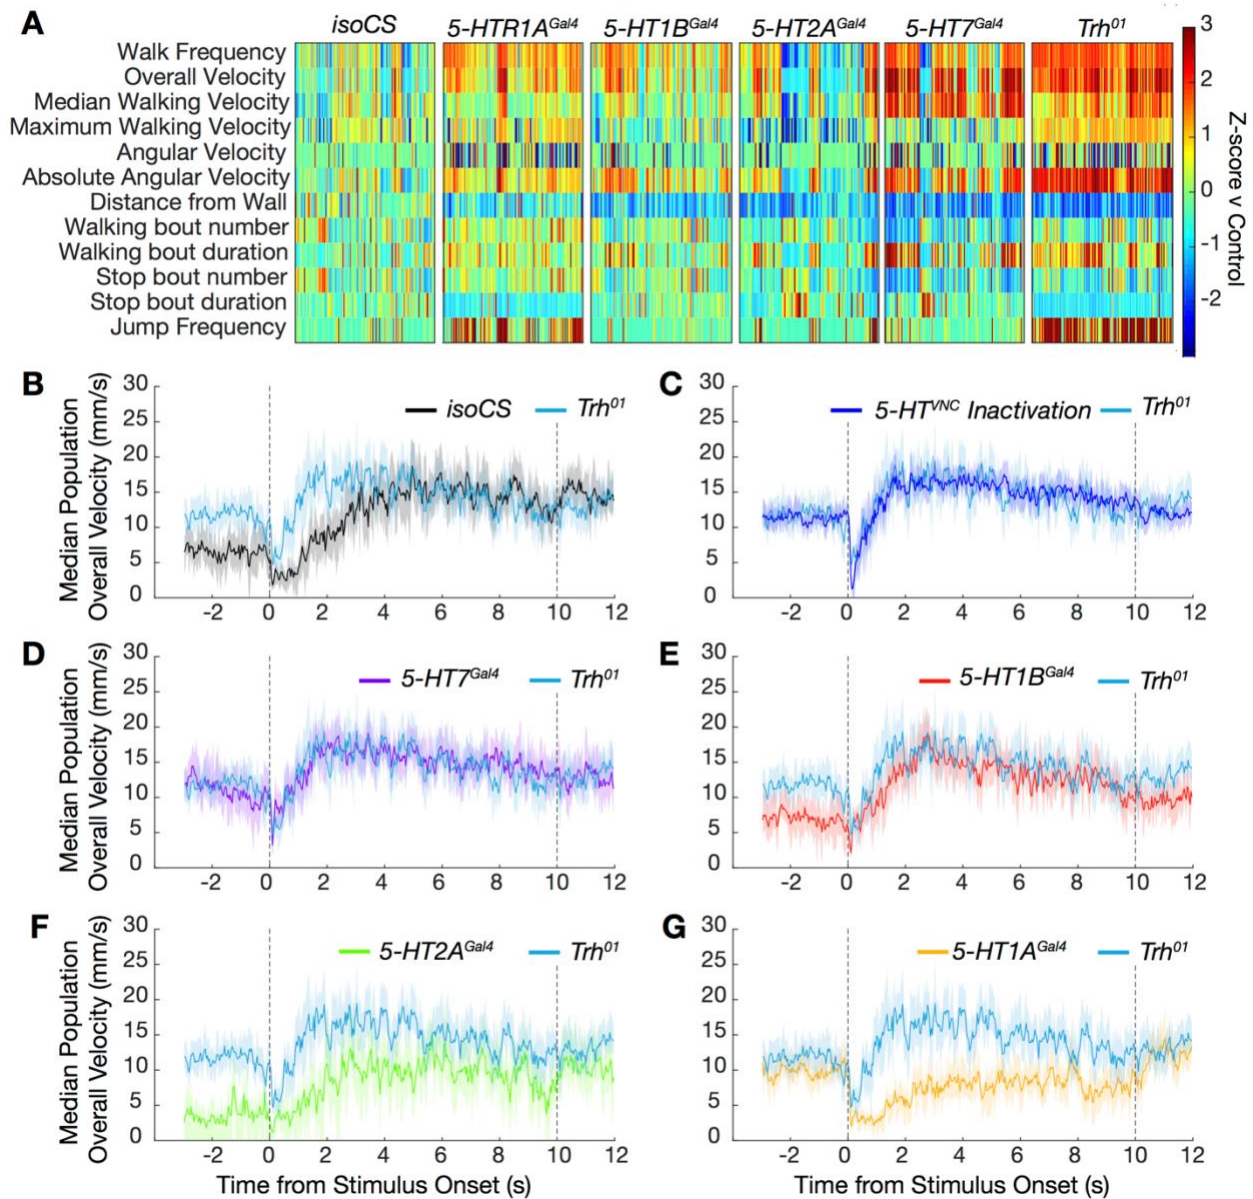 A
isoCS 5-HTR1A^Gal4 5-HT1B^Gal4 5-HT2A^Gal4 5-HT7^Gal4 Trh^01
Walk Frequency
Overall Velocity
Median Walking Velocity
Maximum Walking Velocity
Angular Velocity
Absolute Angular Velocity
Distance from Wall
Walking bout number
Walking bout duration
Stop bout number
Stop bout duration
Jump Frequency
3
2
1
0
-1
-2
Z-score v Control
B
Median Population
Overall Velocity (mm/s)
30
25
20
15
10
5
0
isoCS Trh^01
-2 0 2 4 6 8 10 12
C
30
25
20
15
10
5
0
5-HT^VNC Inactivation Trh^01
-2 0 2 4 6 8 10 12
D
Median Population
Overall Velocity (mm/s)
30
25
20
15
10
5
0
5-HT7^Gal4 Trh^01
-2 0 2 4 6 8 10 12
E
30
25
20
15
10
5
0
5-HT1B^Gal4 Trh^01
-2 0 2 4 6 8 10 12
F
Median Population
Overall Velocity (mm/s)
30
25
20
15
10
5
0
5-HT2A^Gal4 Trh^01
-2 0 2 4 6 8 10 12
Time from Stimulus Onset (s)
G
30
25
20
15
10
5
0
5-HT1A^Gal4 Trh^01
-2 0 2 4 6 8 10 12
Time from Stimulus Onset (s)